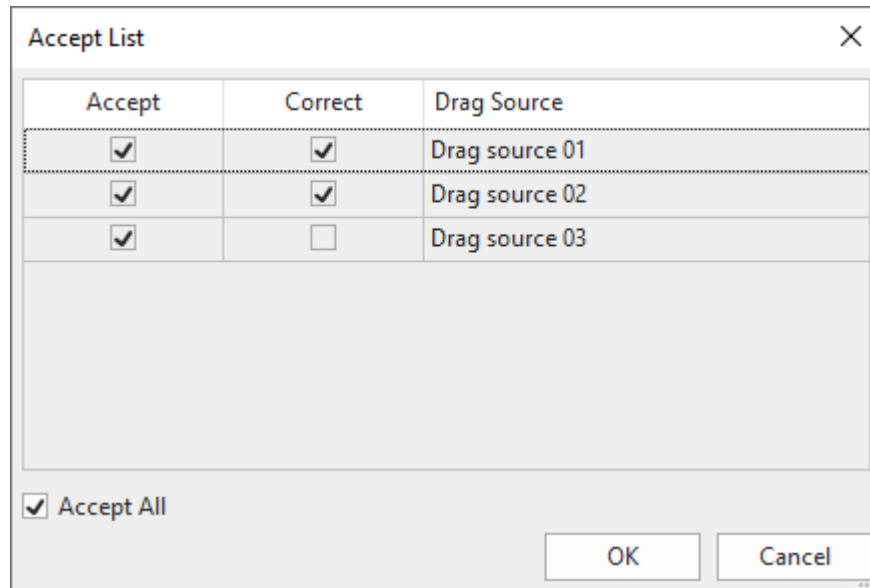 Accept List
Accept Correct Drag Source
Drag source 01
Drag source 02
Drag source 03
Accept All
OK Cancel